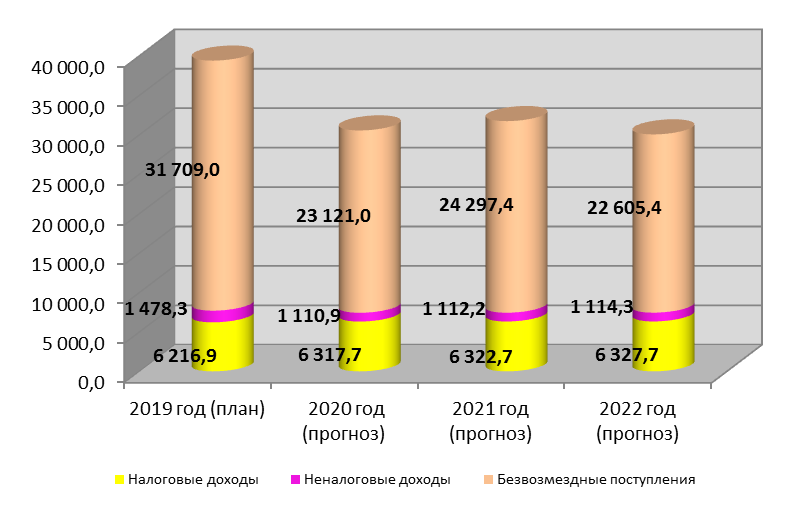 40 000,0
35 000,0
30 000,0
25 000,0
20 000,0
15 000,0
10 000,0
5 000,0
0,0
31 709,0
23 121,0
24 297,4
22 605,4
1 478,3
1 110,9
1 112,2
1 114,3
6 216,9
6 317,7
6 322,7
6 327,7
2019 год (план)
2020 год
(прогноз)
2021 год
(прогноз)
2022 год
(прогноз)
Налоговые доходы
Неналоговые доходы
Безвозмездные поступления